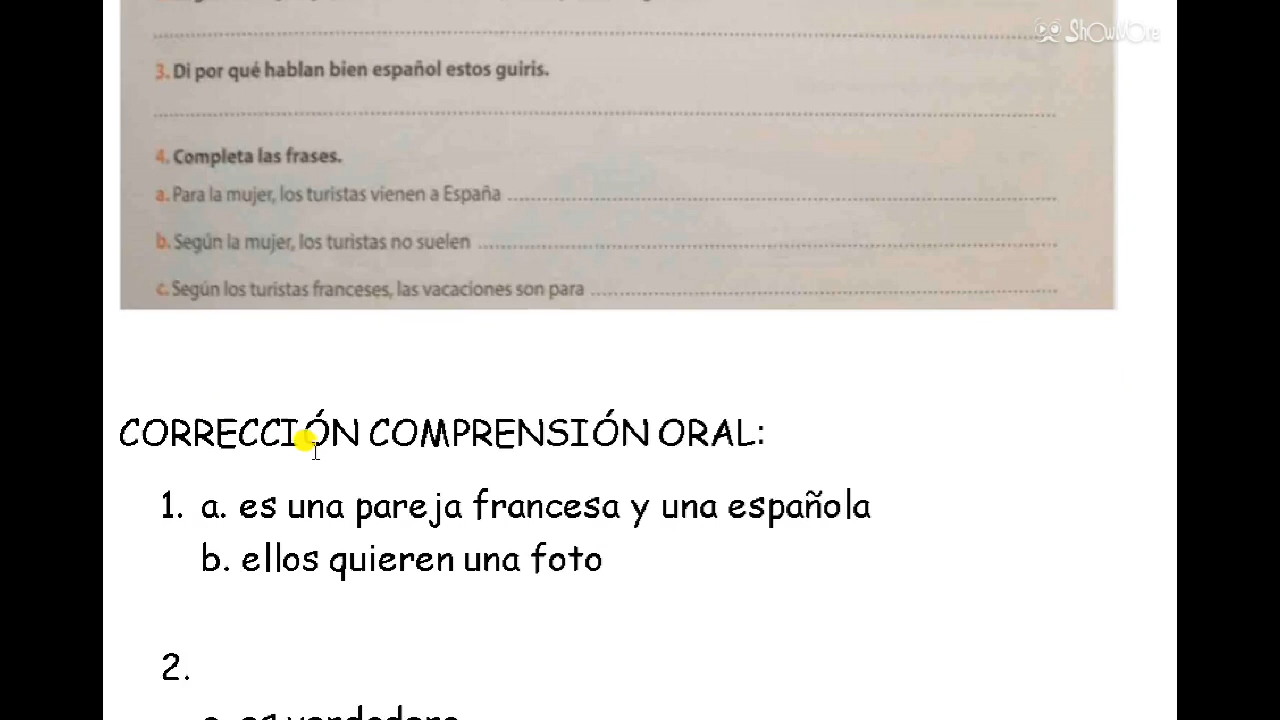 ShowMore
3. Di por qué hablan bien español estos guiris.
4. Completa las frases.
a. Para la mujer, los turistas vienen a España
b. Según la mujer, los turistas no suelen
c. Según los turistas franceses, las vacaciones son para
CORRECCIÓN COMPRENSIÓN ORAL:
1. a. es una pareja francesa y una española
b. ellos quieren una foto
2.